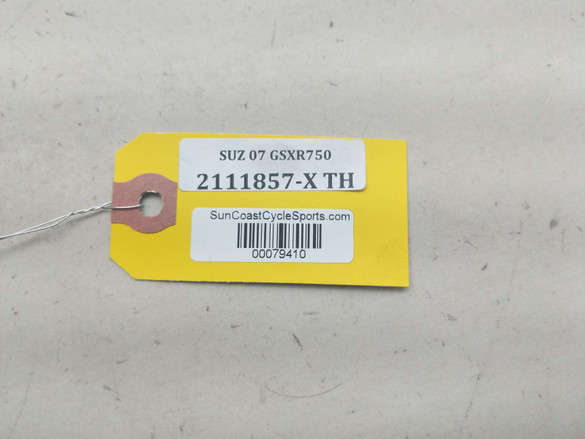 SUZ 07 GSXR750
2111857-X TH
SunCoastCycleSports.com
00079410